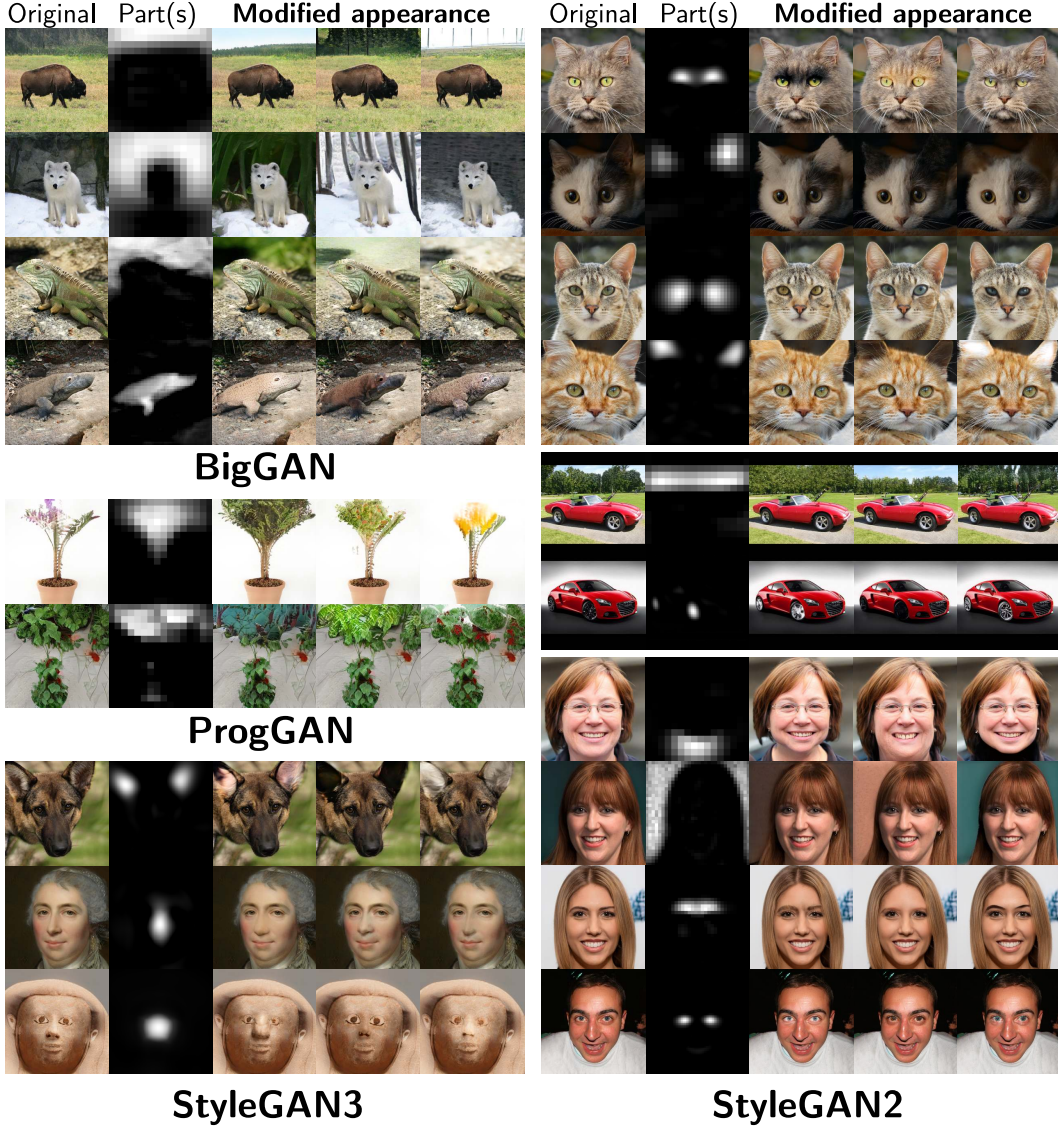 Original Part(s) Modified appearance
BigGAN
ProgGAN
StyleGAN3
Original Part(s) Modified appearance
StyleGAN2